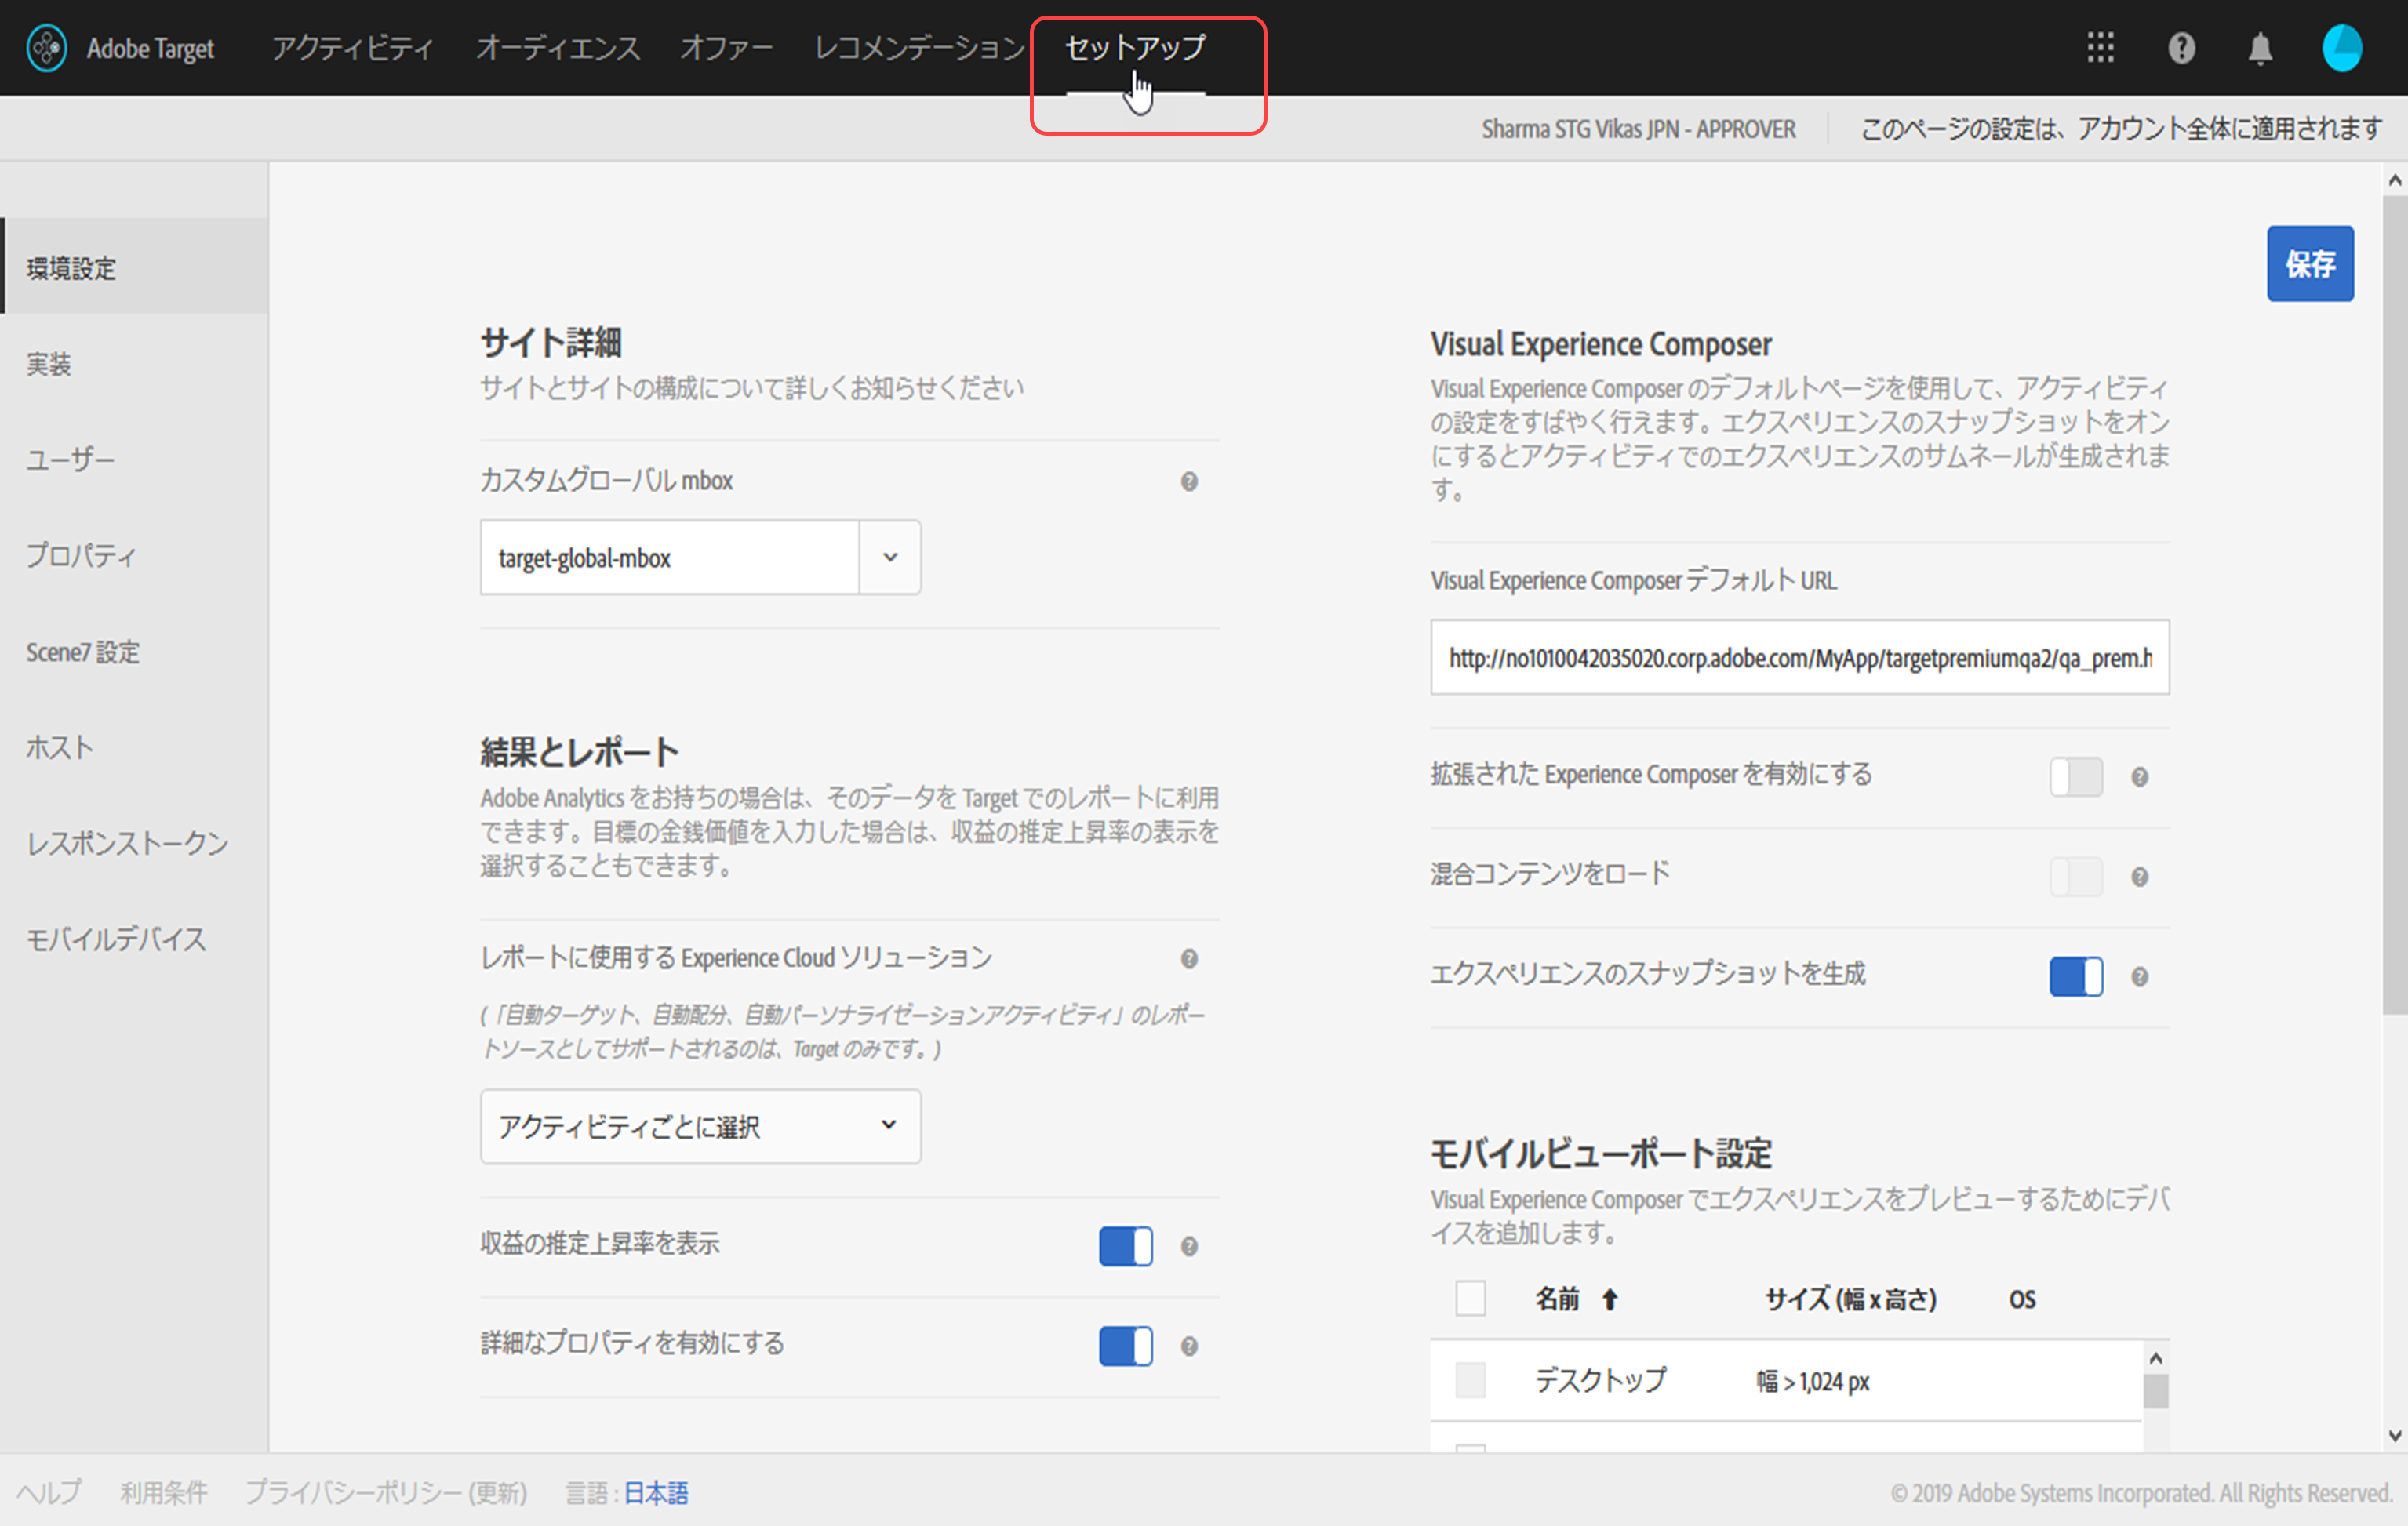 Adobe Target
アクティビティ
オーディエンス
オファー
レコメンデーション
セットアップ
Sharma STG Vikas JPN - APPROVER
このページの設定は、アカウント全体に適用されます
環境設定
実装
ユーザー
プロパティ
Scene7 設定
ホスト
レスポンストークン
モバイルデバイス
保存
サイト詳細
サイトとサイトの構成について詳しくお知らせください
カスタムグローバル mbox
target-global-mbox
結果とレポート
Adobe Analytics をお持ちの場合は、そのデータを Target でのレポートに利用
できます。目標の金銭価値を入力した場合は、収益の推定上昇率の表示を
選択することもできます。
レポートに使用する Experience Cloud ソリューション
(「自動ターゲット、自動配分、自動パーソナライゼーションアクティビティ」のレポー
トソースとしてサポートされるのは、Target のみです。)
アクティビティごとに選択
収益の推定上昇率を表示
詳細なプロパティを有効にする
Visual Experience Composer
Visual Experience Composer のデフォルトページを使用して、アクティビティ
の設定をすばやく行えます。エクスペリエンスのスナップショットをオン
にするとアクティビティでのエクスペリエンスのサムネールが生成されま
す。
Visual Experience Composer デフォルト URL
http://no1010042035020.corp.adobe.com/MyApp/targetpremiumqa2/qa_prem.h
拡張された Experience Composer を有効にする
混合コンテンツをロード
エクスペリエンスのスナップショットを生成
モバイルビューポート設定
Visual Experience Composer でエクスペリエンスをプレビューするためにデバ
イスを追加します。
名前 サイズ (幅 x 高さ) OS
デスクトップ 幅 > 1,024 px
ヘルプ 利用条件 プライバシーポリシー (更新) 言語 : 日本語
© 2019 Adobe Systems Incorporated. All Rights Reserved.